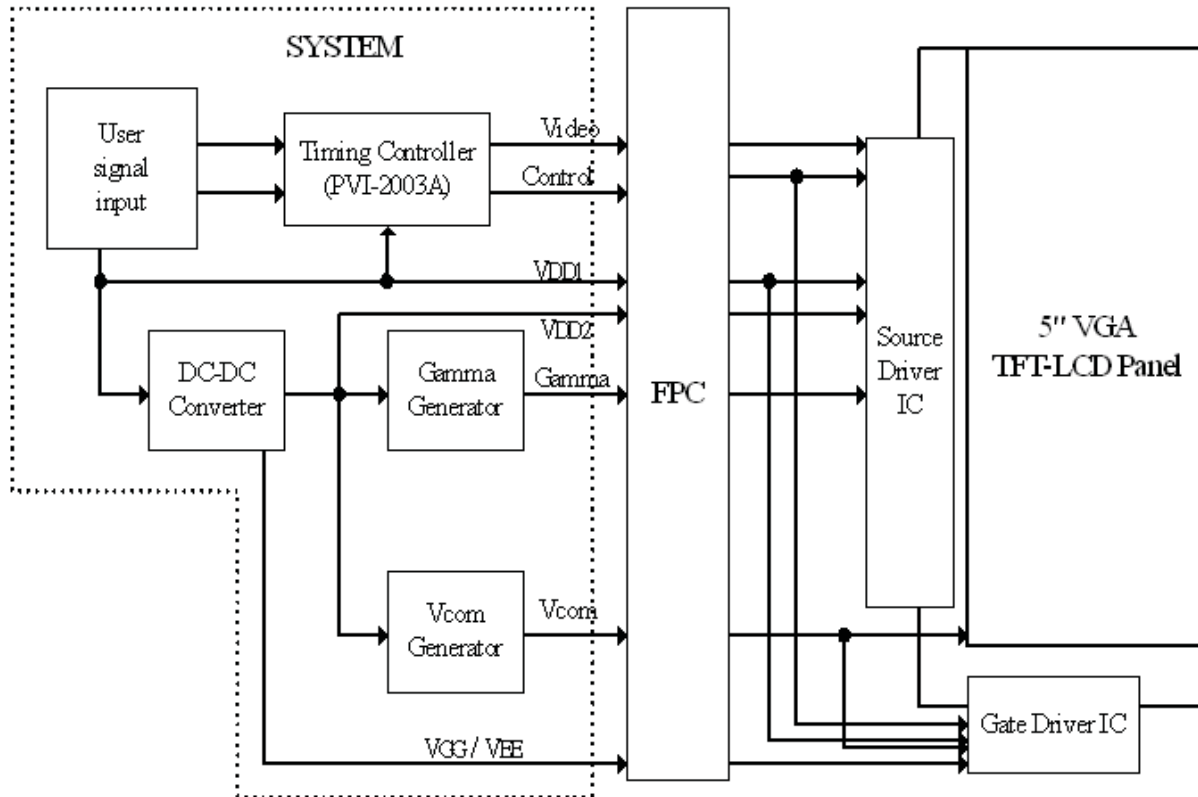 SYSTEM
User
signal
input
Timing Controller
(PVI-2003A)
Video
Control
VDD1
VDD2
DC-DC
Converter
Gamma
Generator
Gamma
FPC
Source
Driver
IC
5" VGA
TFT-LCD Panel
Vcom
Generator
Vcom
VGG / VEE
Gate Driver IC